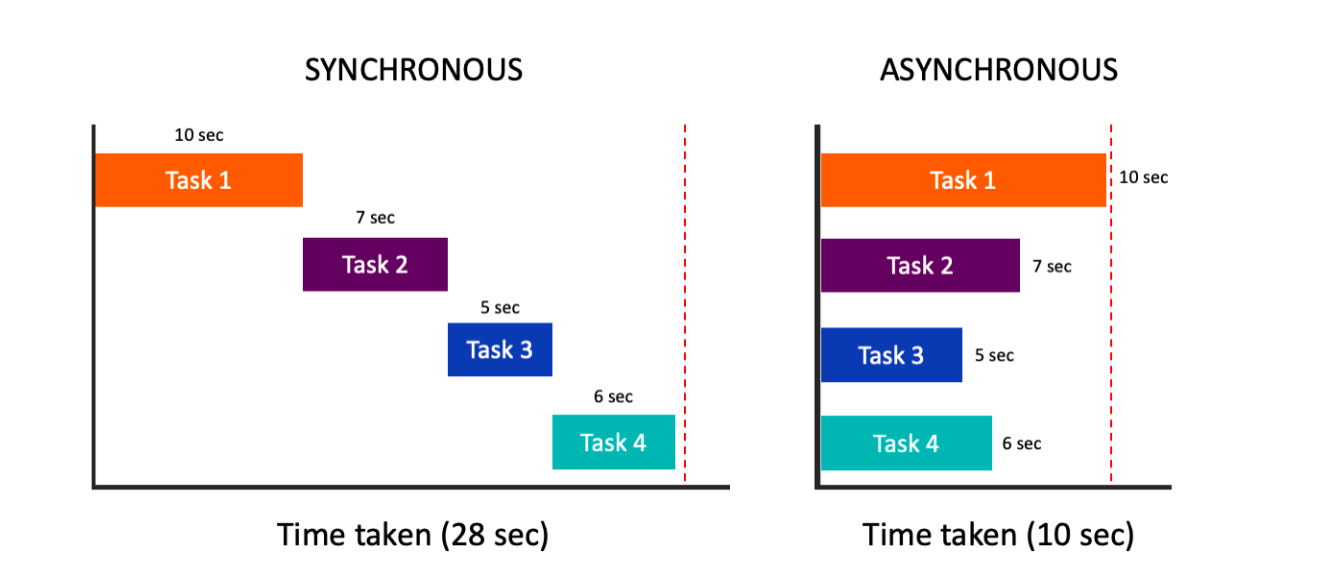 SYNCHRONOUS
10 sec
Task 1
7 sec
Task 2
5 sec
Task 3
6 sec
Task 4
Time taken (28 sec)
ASYNCHRONOUS
Task 1
10 sec
Task 2
7 sec
Task 3
5 sec
Task 4
6 sec
Time taken (10 sec)